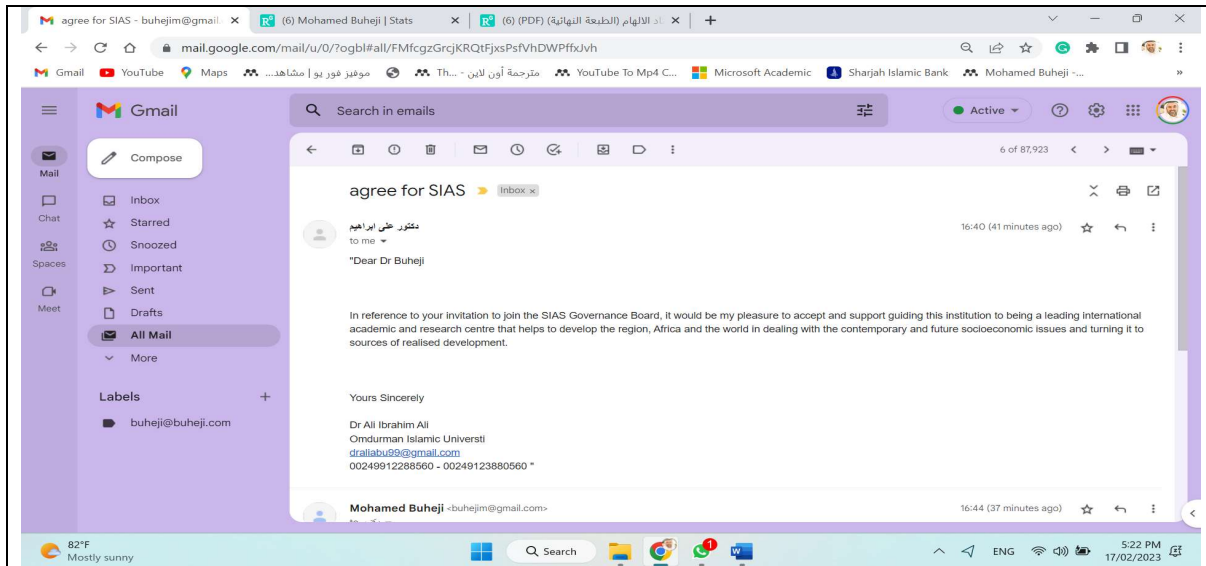 agree for SIAS - buhejim@gmail.
(6) Mohamed Buheji | Stats
(6) (PDF) (الطبعة النهائية) الالهام
mail.google.com/mail/u/0/?ogbl#all/FMfcgzGrcjKRQtFjxsPsfVhDWPffxJvh
Gmail
YouTube
Maps
موفيز فور يو | مشاهد...
مترجمة أون لاين - Th...
YouTube To Mp4 C...
Microsoft Academic
Sharjah Islamic Bank
Mohamed Buheji -...
»
Gmail
Search in emails
Active
Mail
Chat
Spaces
Meet
Compose
Inbox
Starred
Snoozed
Important
Sent
Drafts
All Mail
More
Labels
buheji@buheji.com
6 of 87,923
agree for SIAS
Inbox x
دكتور على ابراهيم
16:40 (41 minutes ago)
to me
"Dear Dr Buheji
In reference to your invitation to join the SIAS Governance Board, it would be my pleasure to accept and support guiding this institution to being a leading international
academic and research centre that helps to develop the region, Africa and the world in dealing with the contemporary and future socioeconomic issues and turning it to
sources of realised development.
Yours Sincerely
Dr Ali Ibrahim Ali
Omdurman Islamic Universti
draliabu99@gmail.com
00249912288560 - 00249123880560 "
Mohamed Buheji <buhejim@gmail.com>
16:44 (37 minutes ago)
82°F
Mostly sunny
Search
1
ENG
5:22 PM
17/02/2023